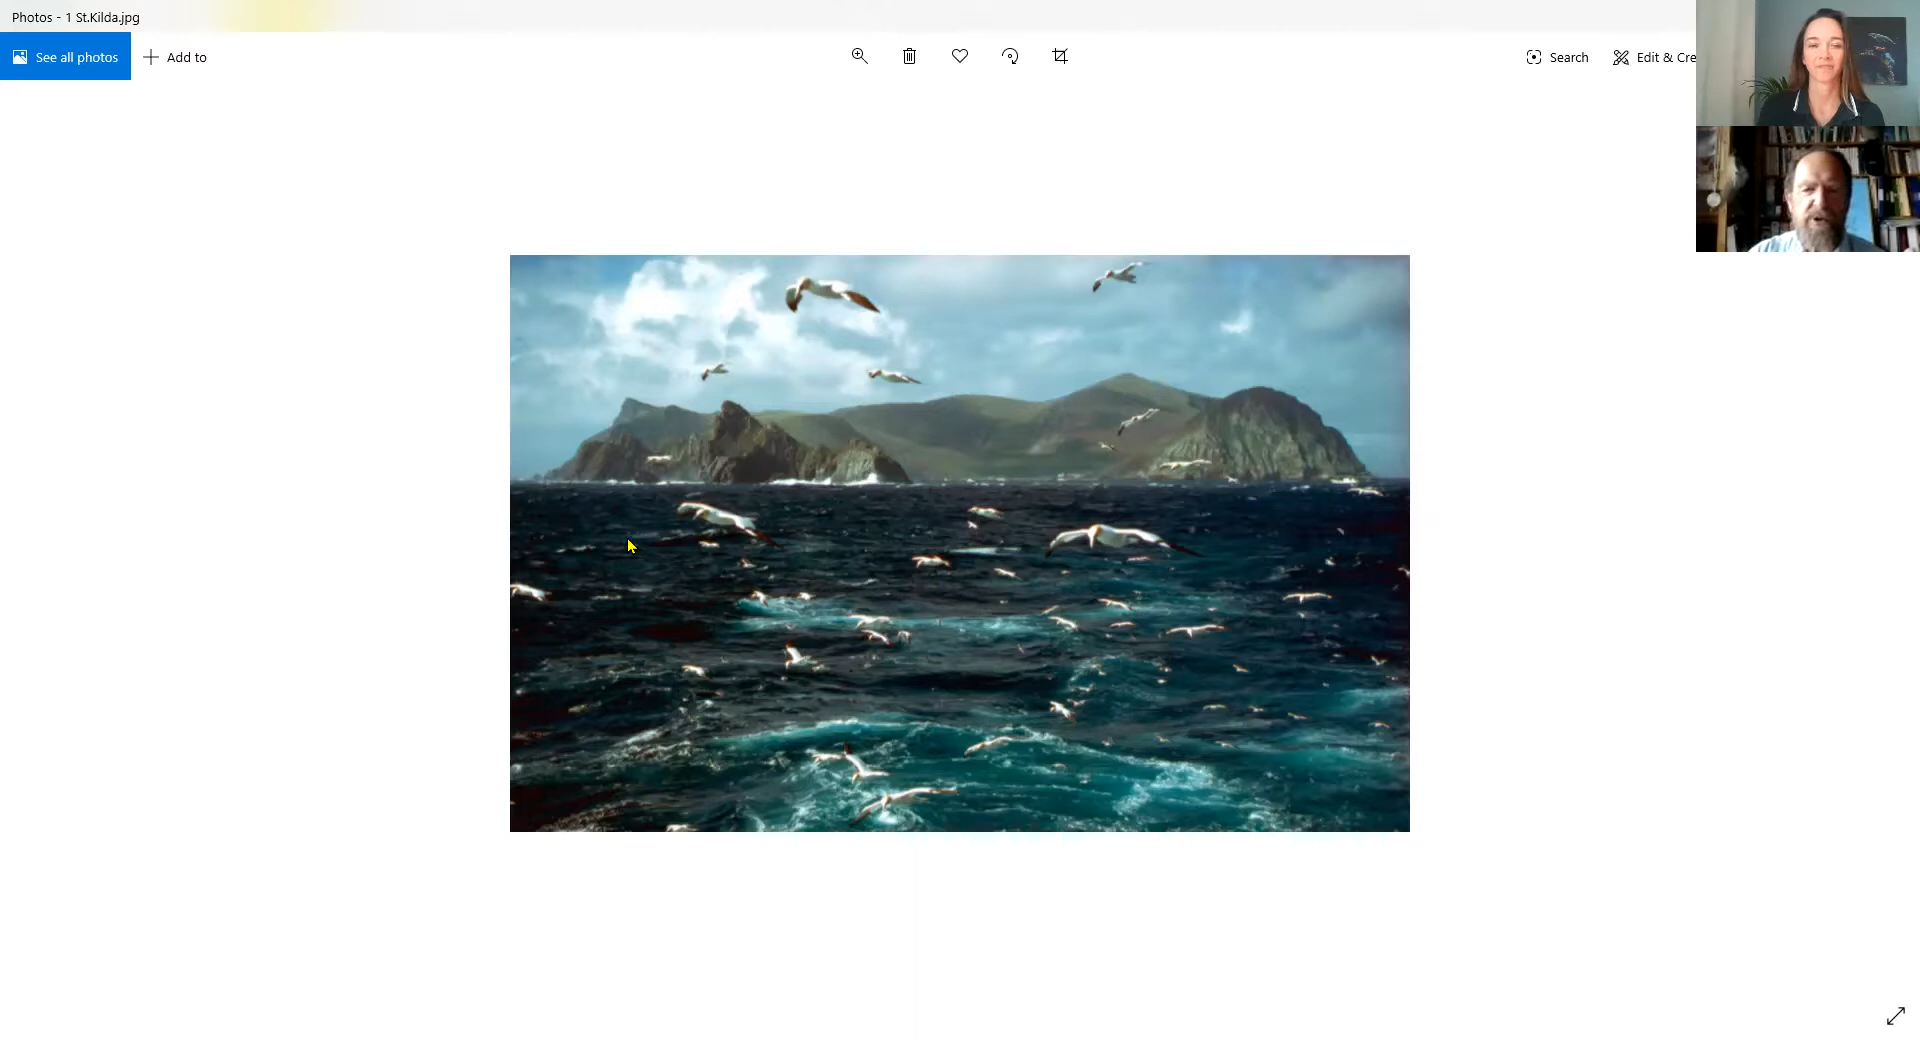 Photos - 1 St.Kilda.jpg
See all photos
Add to
Search
Edit & Cre